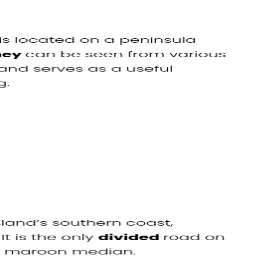 is located on a peninsula
can be seen from various
and serves as a useful
g.
land's southern coast,
It is the only divided road on
maroon median.